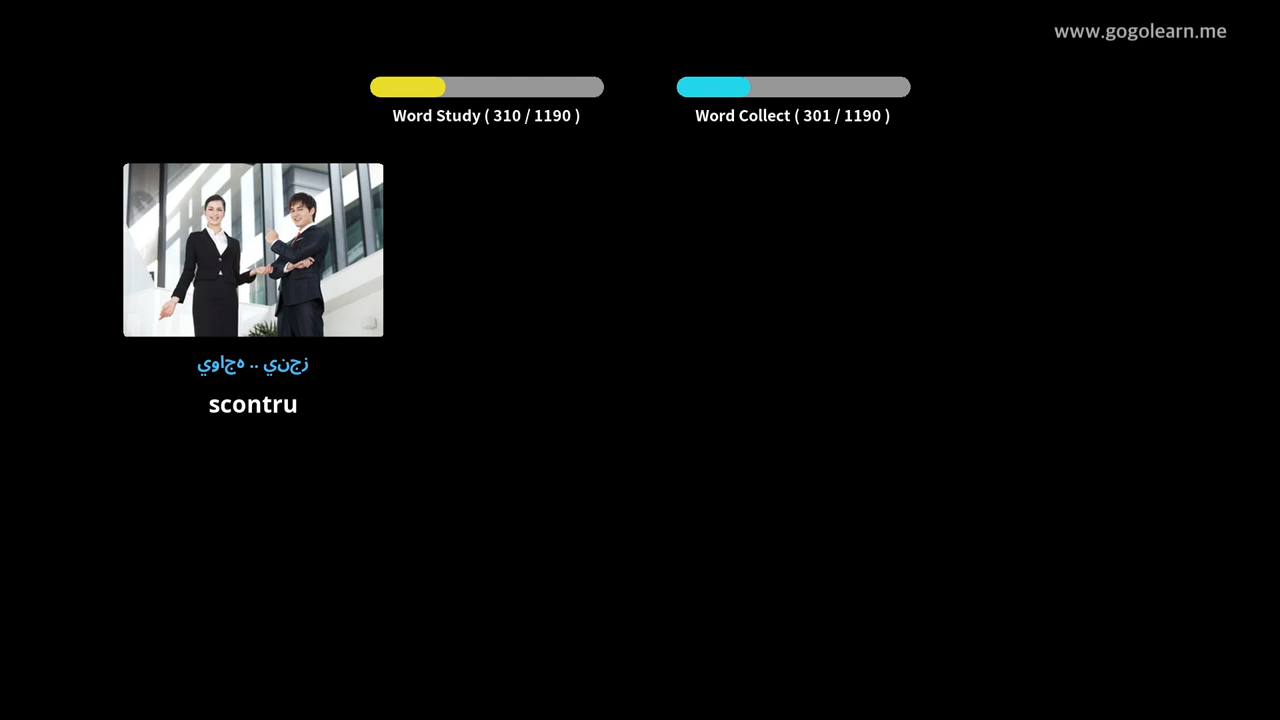 www.gogolearn.me
Word Study ( 310 / 1190 )
Word Collect ( 301 / 1190 )
زجني .. هجاوي
scontru